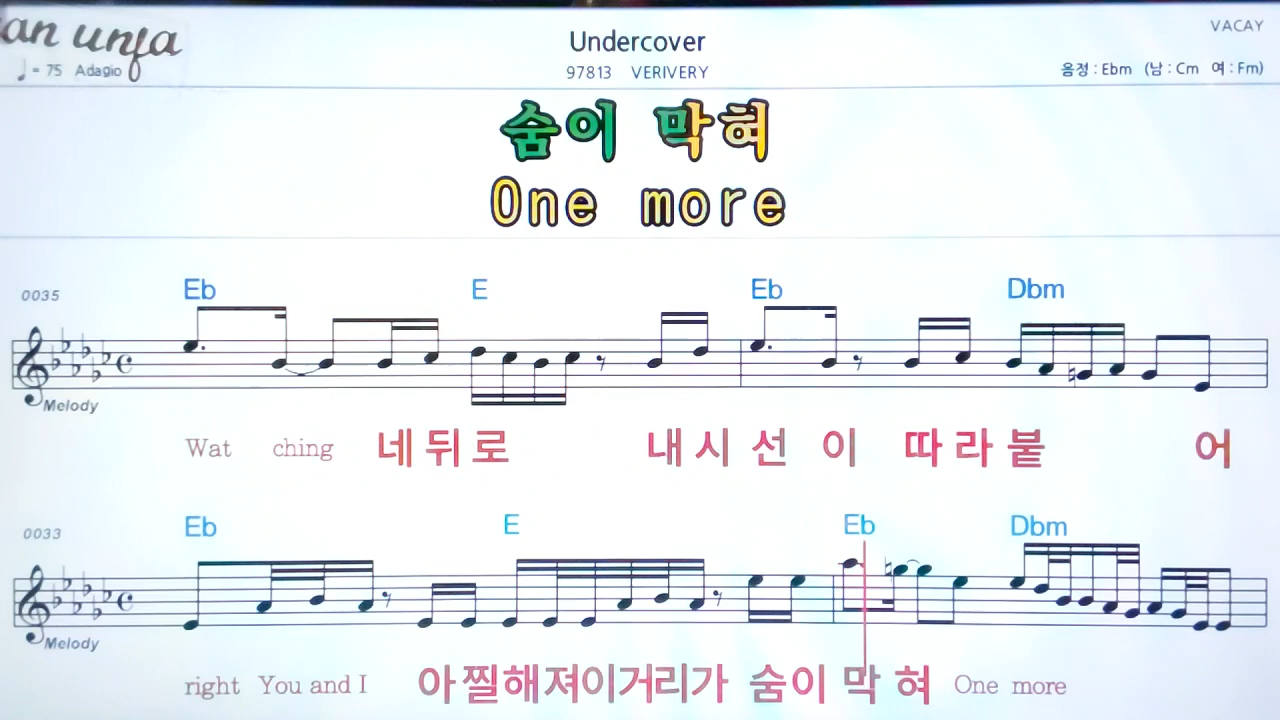 an unfa
VACAY
Undercover
♩= 75 Adagio
97813 VERIVERY
음정 : Ebm (남 : Cm 여 : Fm)
숨이 막혀
One more
0035
Eb E Eb Dbm
Melody
Wat ching 네 뒤 로 내 시 선 이 따 라 붙 어
0033
Eb E Eb Dbm
Melody
right You and I 아찔해져이거리가 숨이 막 혀 One more